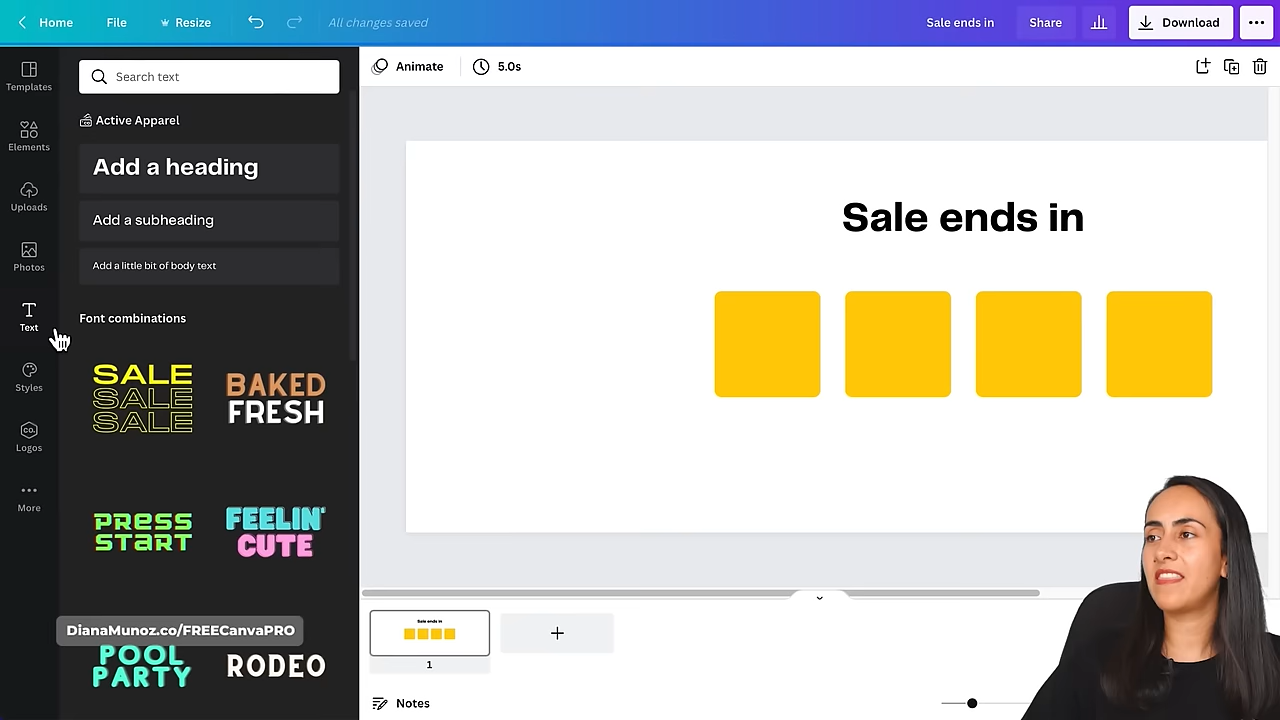 Home File Resize All changes saved Sale ends in Share Download
Templates
Elements
Uploads
Photos
Text
Styles
CO.
Logos
More
Search text
CO. Active Apparel
Add a heading
Add a subheading
Add a little bit of body text
Font combinations
SALE
SALE
SALE
BAKED
FRESH
PRESS
START
FEELIN'
CUTE
DianaMunoz.co/FREECanvaPRO
POOL
PARTY
RODEO
Animate 5.0s
Sale ends in
Sale ends in
1
Notes